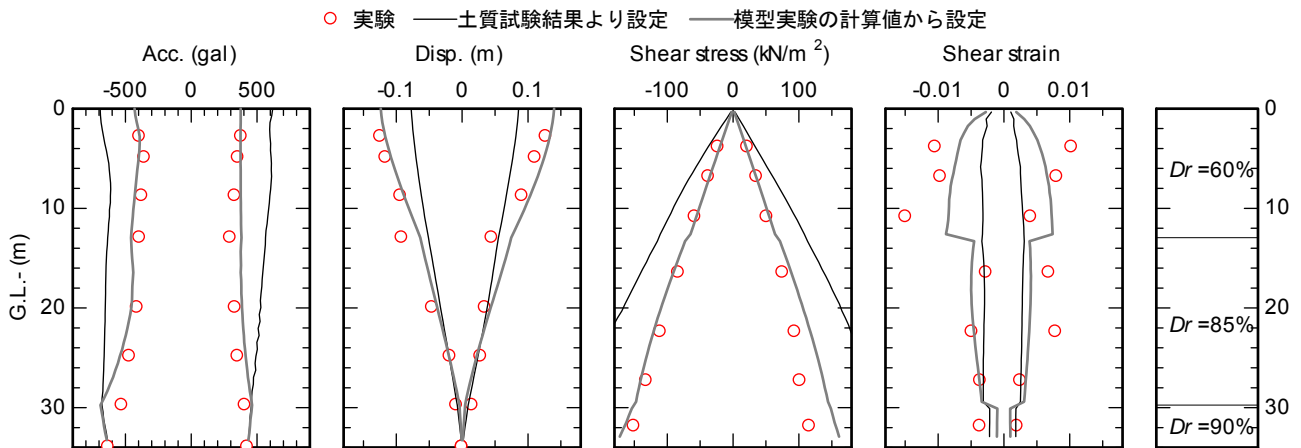 実験 土質試験結果より設定 模型実験の計算値から設定
Acc. (gal) Disp. (m) Shear stress (kN/m 2) Shear strain
-500 0 500 -0.1 0 0.1 -100 0 100 -0.01 0 0.01
0 0
10 10
20 20
30 30
G.L.- (m)
Dr =60%
Dr =85%
Dr =90%